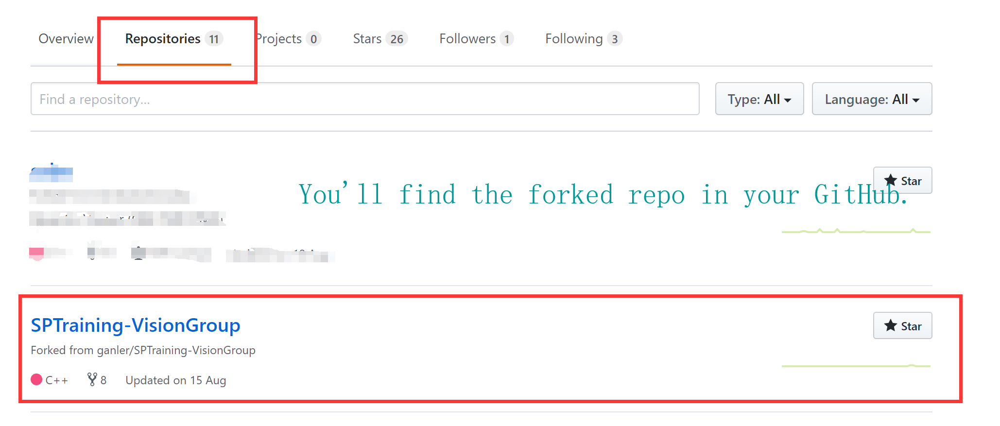 Overview Repositories 11 Projects 0 Stars 26 Followers 1 Following 3
Find a repository... Type: All Language: All
Star
You'll find the forked repo in your GitHub.
SPTraining-VisionGroup Star
Forked from ganler/SPTraining-VisionGroup
C++ 8 Updated on 15 Aug